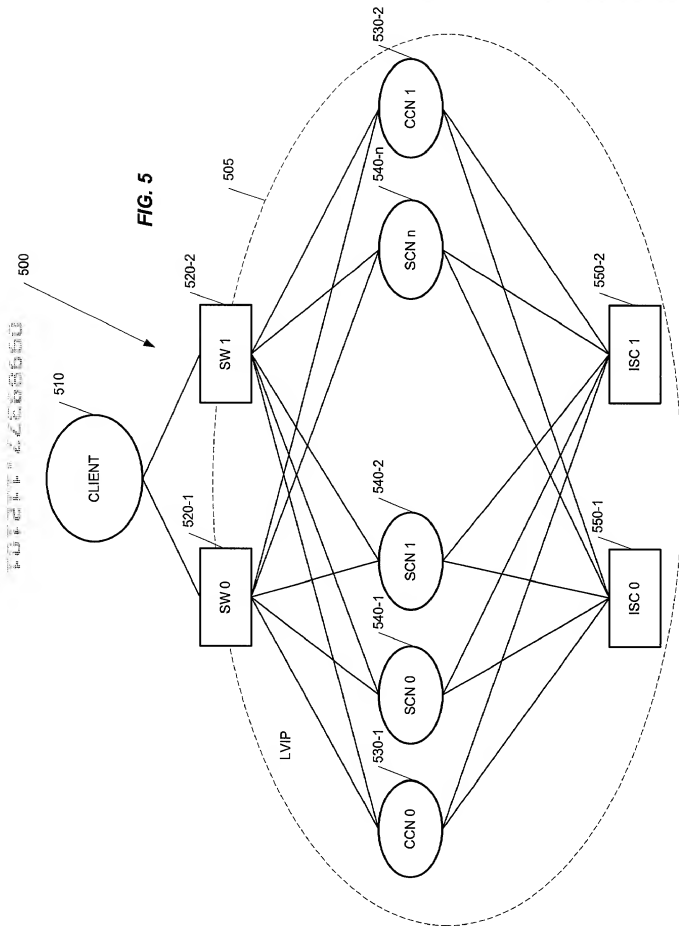 500
FIG. 5
510
CLIENT
520-1
SW 0
520-2
SW 1
505
LVIP
530-1
CCN 0
540-1
SCN 0
540-2
SCN 1
540-n
SCN n
530-2
CCN 1
550-1
ISC 0
550-2
ISC 1